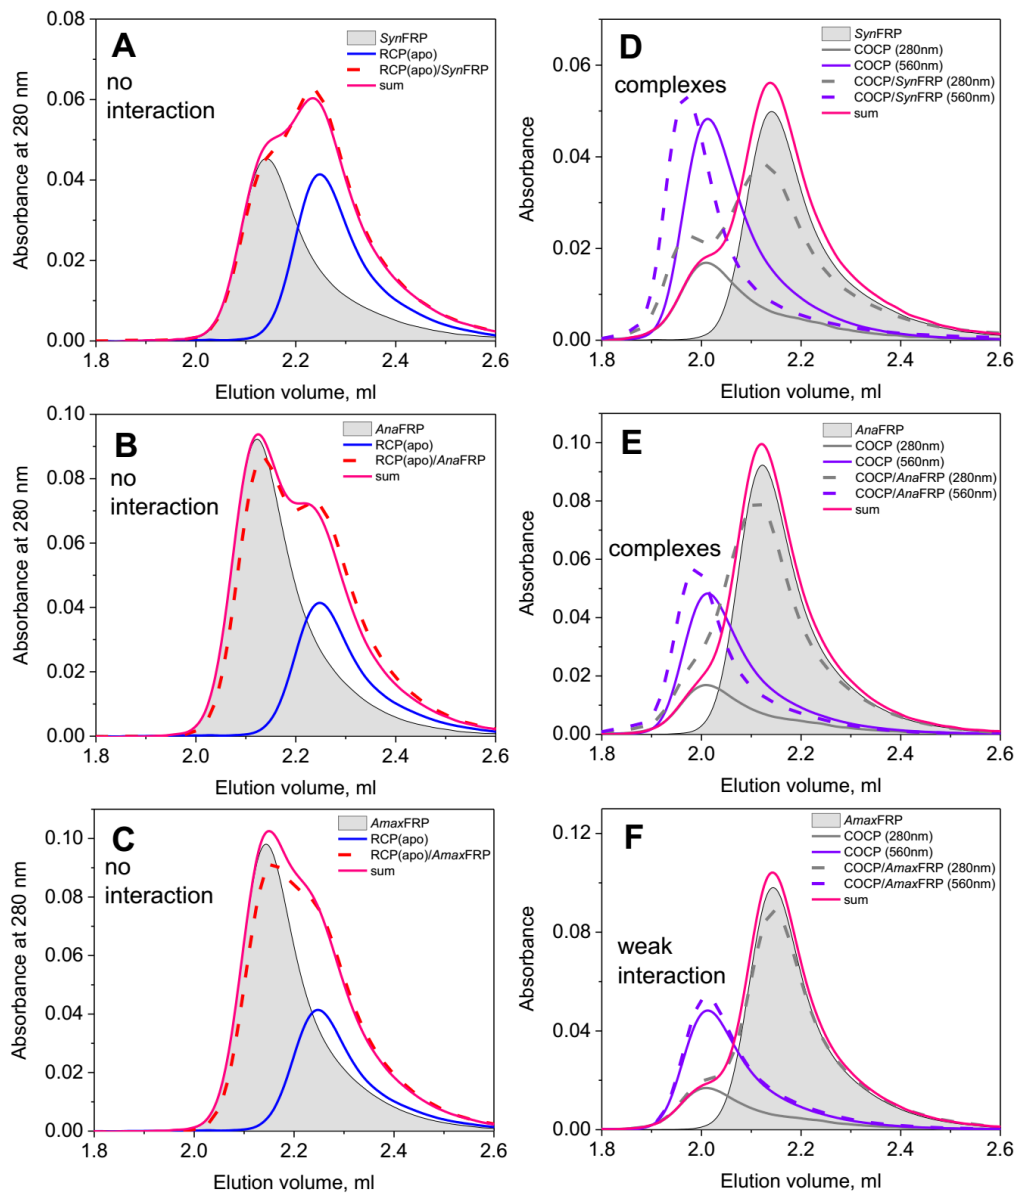 A
no
interaction
SynFRP
RCP(apo)
RCP(apo)/SynFRP
sum
Absorbance at 280 nm
0.08
0.06
0.04
0.02
0.00
1.8 2.0 2.2 2.4 2.6
Elution volume, ml
D
complexes
SynFRP
COCP (280nm)
COCP (560nm)
COCP/SynFRP (280nm)
COCP/SynFRP (560nm)
sum
Absorbance
0.06
0.04
0.02
0.00
1.8 2.0 2.2 2.4 2.6
Elution volume, ml
B
no
interaction
AnaFRP
RCP(apo)
RCP(apo)/AnaFRP
sum
Absorbance at 280 nm
0.10
0.08
0.06
0.04
0.02
0.00
1.8 2.0 2.2 2.4 2.6
Elution volume, ml
E
complexes
AnaFRP
COCP (280nm)
COCP (560nm)
COCP/AnaFRP (280nm)
COCP/AnaFRP (560nm)
sum
Absorbance
0.10
0.08
0.06
0.04
0.02
0.00
1.8 2.0 2.2 2.4 2.6
Elution volume, ml
C
no
interaction
AmaxFRP
RCP(apo)
RCP(apo)/AmaxFRP
sum
Absorbance at 280 nm
0.10
0.08
0.06
0.04
0.02
0.00
1.8 2.0 2.2 2.4 2.6
Elution volume, ml
F
weak
interaction
AmaxFRP
COCP (280nm)
COCP (560nm)
COCP/AmaxFRP (280nm)
COCP/AmaxFRP (560nm)
sum
Absorbance
0.12
0.08
0.04
0.00
1.8 2.0 2.2 2.4 2.6
Elution volume, ml